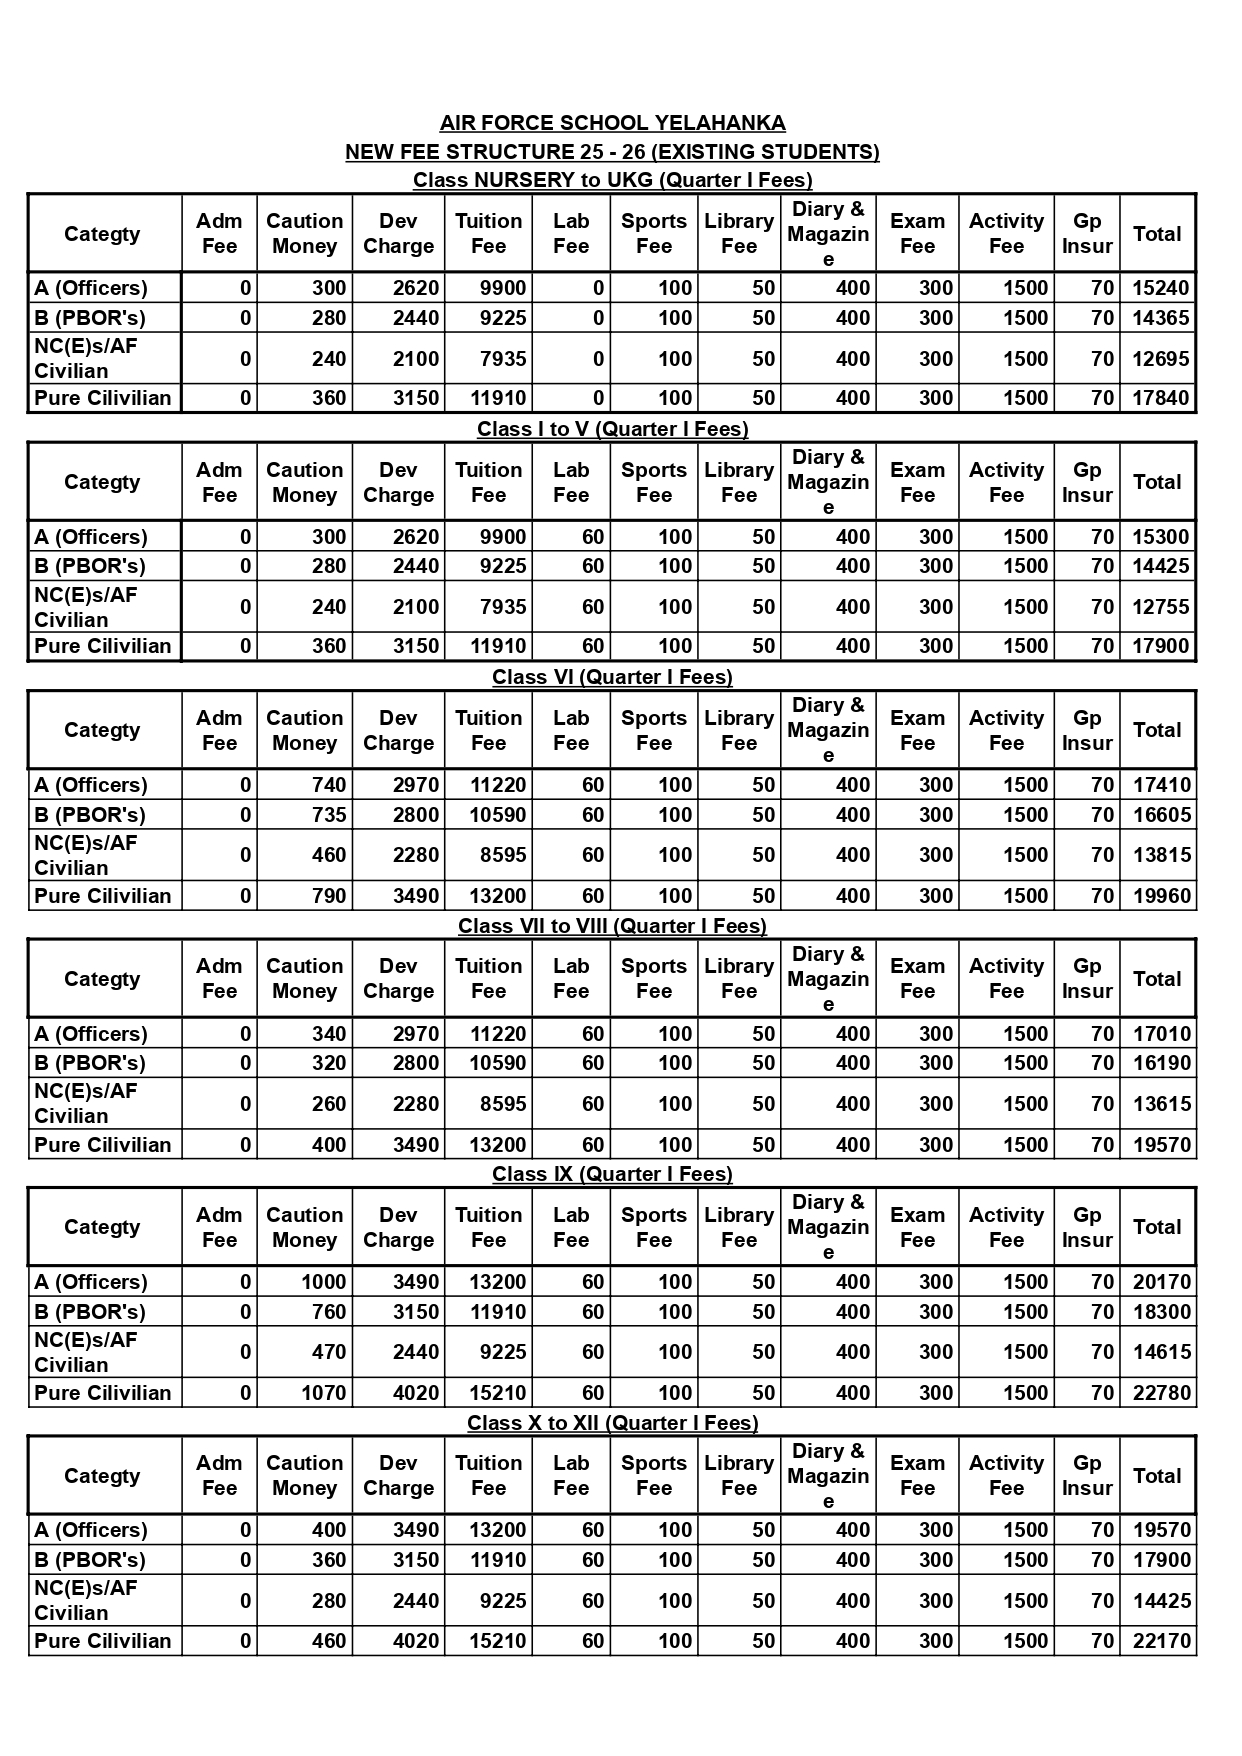 AIR FORCE SCHOOL YELAHANKA
NEW FEE STRUCTURE 25 - 26 (EXISTING STUDENTS)
Class NURSERY to UKG (Quarter I Fees)
Categty Adm Fee Caution Money Dev Charge Tuition Fee Lab Fee Sports Fee Library Fee Diary & Magazin e Exam Fee Activity Fee Gp Insur Total
A (Officers) 0 300 2620 9900 0 100 50 400 300 1500 70 15240
B (PBOR's) 0 280 2440 9225 0 100 50 400 300 1500 70 14365
NC(E)s/AF Civilian 0 240 2100 7935 0 100 50 400 300 1500 70 12695
Pure Cilivilian 0 360 3150 11910 0 100 50 400 300 1500 70 17840
Class I to V (Quarter I Fees)
Categty Adm Fee Caution Money Dev Charge Tuition Fee Lab Fee Sports Fee Library Fee Diary & Magazin e Exam Fee Activity Fee Gp Insur Total
A (Officers) 0 300 2620 9900 60 100 50 400 300 1500 70 15300
B (PBOR's) 0 280 2440 9225 60 100 50 400 300 1500 70 14425
NC(E)s/AF Civilian 0 240 2100 7935 60 100 50 400 300 1500 70 12755
Pure Cilivilian 0 360 3150 11910 60 100 50 400 300 1500 70 17900
Class VI (Quarter I Fees)
Categty Adm Fee Caution Money Dev Charge Tuition Fee Lab Fee Sports Fee Library Fee Diary & Magazin e Exam Fee Activity Fee Gp Insur Total
A (Officers) 0 740 2970 11220 60 100 50 400 300 1500 70 17410
B (PBOR's) 0 735 2800 10590 60 100 50 400 300 1500 70 16605
NC(E)s/AF Civilian 0 460 2280 8595 60 100 50 400 300 1500 70 13815
Pure Cilivilian 0 790 3490 13200 60 100 50 400 300 1500 70 19960
Class VII to VIII (Quarter I Fees)
Categty Adm Fee Caution Money Dev Charge Tuition Fee Lab Fee Sports Fee Library Fee Diary & Magazin e Exam Fee Activity Fee Gp Insur Total
A (Officers) 0 340 2970 11220 60 100 50 400 300 1500 70 17010
B (PBOR's) 0 320 2800 10590 60 100 50 400 300 1500 70 16190
NC(E)s/AF Civilian 0 260 2280 8595 60 100 50 400 300 1500 70 13615
Pure Cilivilian 0 400 3490 13200 60 100 50 400 300 1500 70 19570
Class IX (Quarter I Fees)
Categty Adm Fee Caution Money Dev Charge Tuition Fee Lab Fee Sports Fee Library Fee Diary & Magazin e Exam Fee Activity Fee Gp Insur Total
A (Officers) 0 1000 3490 13200 60 100 50 400 300 1500 70 20170
B (PBOR's) 0 760 3150 11910 60 100 50 400 300 1500 70 18300
NC(E)s/AF Civilian 0 470 2440 9225 60 100 50 400 300 1500 70 14615
Pure Cilivilian 0 1070 4020 15210 60 100 50 400 300 1500 70 22780
Class X to XII (Quarter I Fees)
Categty Adm Fee Caution Money Dev Charge Tuition Fee Lab Fee Sports Fee Library Fee Diary & Magazin e Exam Fee Activity Fee Gp Insur Total
A (Officers) 0 400 3490 13200 60 100 50 400 300 1500 70 19570
B (PBOR's) 0 360 3150 11910 60 100 50 400 300 1500 70 17900
NC(E)s/AF Civilian 0 280 2440 9225 60 100 50 400 300 1500 70 14425
Pure Cilivilian 0 460 4020 15210 60 100 50 400 300 1500 70 22170